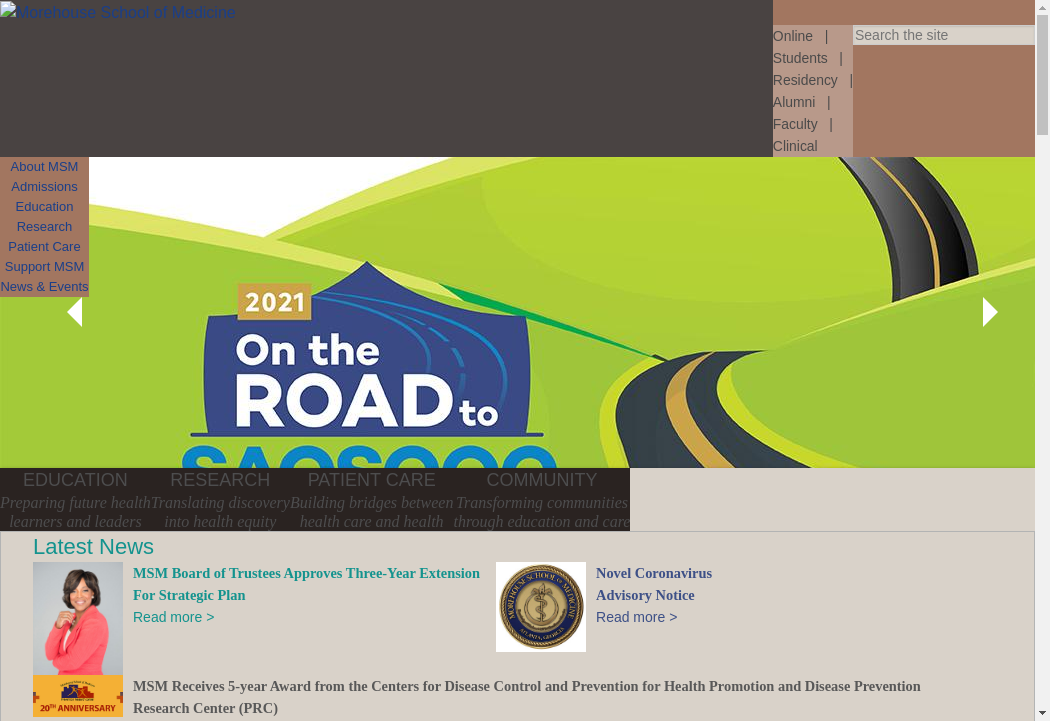 Morehouse School of Medicine
Online |
Students |
Residency |
Alumni |
Faculty |
Clinical
Search the site
About MSM
Admissions
Education
Research
Patient Care
Support MSM
News & Events
2021
On the
ROAD to
EDUCATION
Preparing future health
learners and leaders
RESEARCH
Translating discovery
into health equity
PATIENT CARE
Building bridges between
health care and health
COMMUNITY
Transforming communities
through education and care
Latest News
MSM Board of Trustees Approves Three-Year Extension
For Strategic Plan
Read more >
MOREHOUSE SCHOOL OF MEDICINE
ATLANTA, GEORGIA
Novel Coronavirus
Advisory Notice
Read more >
20TH ANNIVERSARY
MSM Receives 5-year Award from the Centers for Disease Control and Prevention for Health Promotion and Disease Prevention
Research Center (PRC)